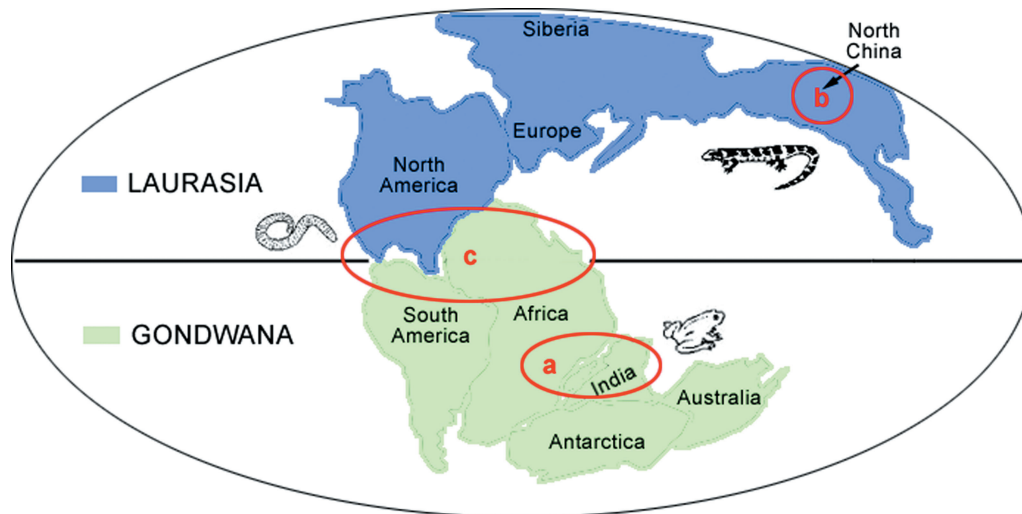 Siberia
North
China
b
Europe
North
America
LAURASIA
c
South
America
Africa
GONDWANA
a
India
Australia
Antarctica